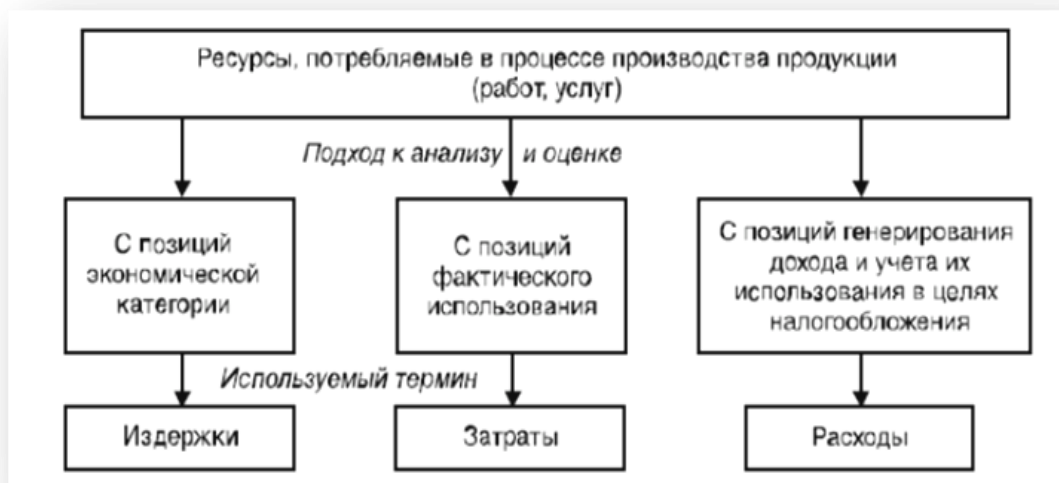 Ресурсы, потребляемые в процессе производства продукции
(работ, услуг)
Подход к анализу и оценке
С позиций
экономической
категории
С позиций
фактического
использования
С позиций генерирования
дохода и учета их
использования в целях
налогообложения
Используемый термин
Издержки
Затраты
Расходы